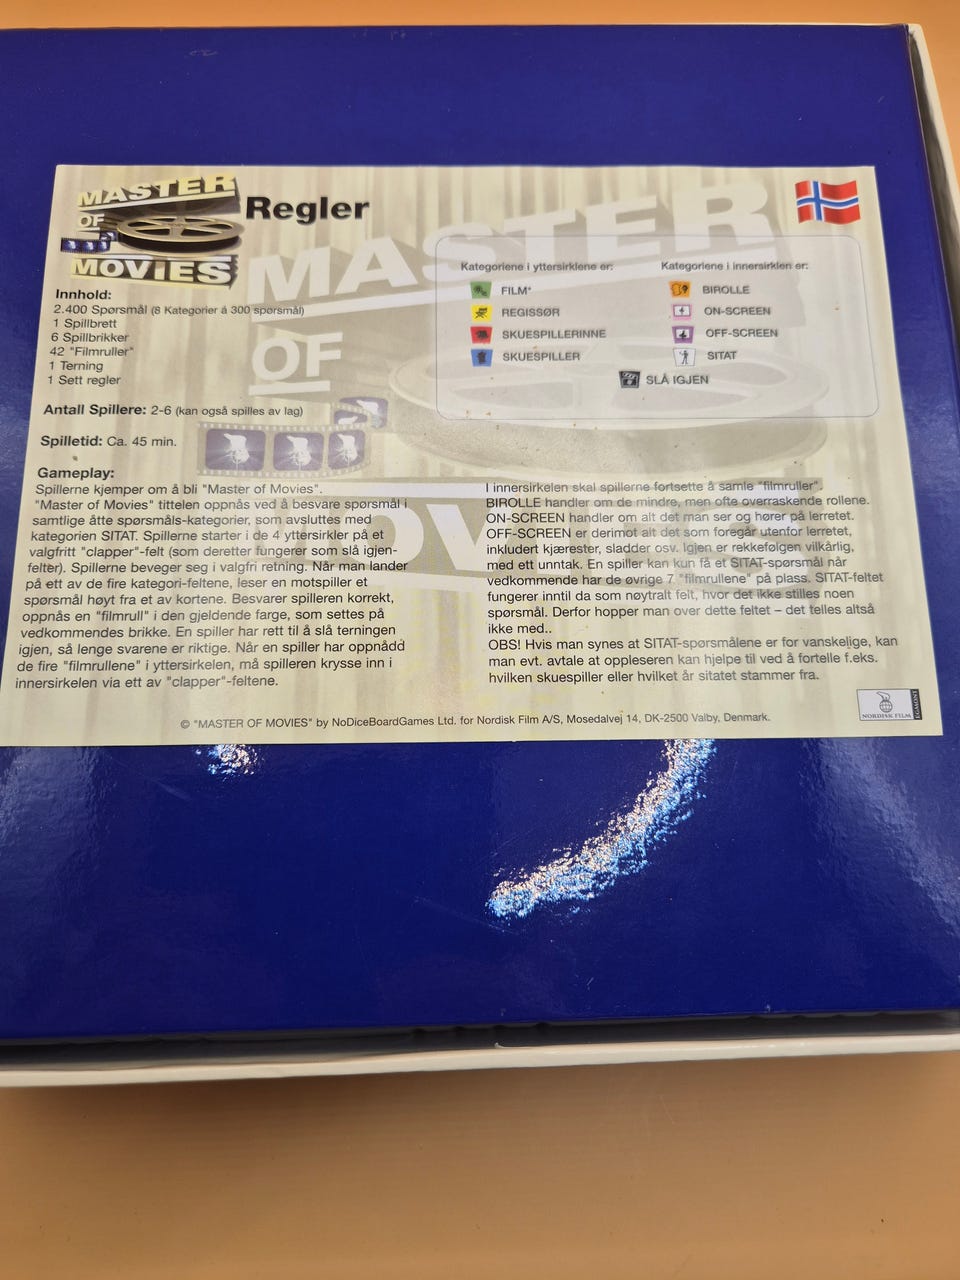 MASTER
OF
MOVIES
Regler
Innhold:
2.400 Spørsmål (8 Kategorier á 300 spørsmål)
1 Spillbrett
6 Spillbrikker
42 "Filmruller"
1 Terning
1 Sett regler
Antall Spillere: 2-6 (kan også spilles av lag)
Spilletid: Ca. 45 min.
MASTER
OF
MOVIES
Kategoriene i yttersirklene er:
FILM*
REGISSØR
SKUESPILLERINNE
SKUESPILLER
Kategoriene i innersirklen er:
BIROLLE
ON-SCREEN
OFF-SCREEN
SITAT
SLÅ IGJEN
Gameplay:
Spillerne kjemper om å bli "Master of Movies".
"Master of Movies" tittelen oppnås ved å besvare spørsmål i
samtlige åtte spørsmåls-kategorier, som avsluttes med
kategorien SITAT. Spillerne starter i de 4 yttersirkler på et
valgfritt "clapper"-felt (som deretter fungerer som slå igjen-
felter). Spillerne beveger seg i valgfri retning. Når man lander
på ett av de fire kategori-feltene, leser en motspiller et
spørsmål høyt fra et av kortene. Besvarer spilleren korrekt,
oppnås en "filmrull" i den gjeldende farge, som settes på
vedkommendes brikke. En spiller har rett til å slå terningen
igjen, så lenge svarene er riktige. Når en spiller har oppnådd
de fire "filmrullene" i yttersirkelen, må spilleren krysse inn i
innersirkelen via ett av "clapper"-feltene.
I innersirkelen skal spillerne fortsette å samle "filmruller".
BIROLLE handler om de mindre, men ofte overraskende rollene.
ON-SCREEN handler om alt det man ser og hører på lerretet.
OFF-SCREEN er derimot alt det som foregår utenfor lerretet,
inkludert kjærester, sladder osv. Igjen er rekkefølgen vilkårlig,
med ett unntak. En spiller kan kun få et SITAT-spørsmål når
vedkommende har de øvrige 7 "filmrullene" på plass. SITAT-feltet
fungerer inntil da som nøytralt felt, hvor det ikke stilles noen
spørsmål. Derfor hopper man over dette feltet – det telles altså
ikke med..
OBS! Hvis man synes at SITAT-spørsmålene er for vanskelige, kan
man evt. avtale at oppleseren kan hjelpe til ved å fortelle f.eks.
hvilken skuespiller eller hvilket år sitatet stammer fra.
© "MASTER OF MOVIES" by NoDiceBoardGames Ltd. for Nordisk Film A/S, Mosedalvej 14, DK-2500 Valby, Denmark.
NORDISK FILM
EGMONT